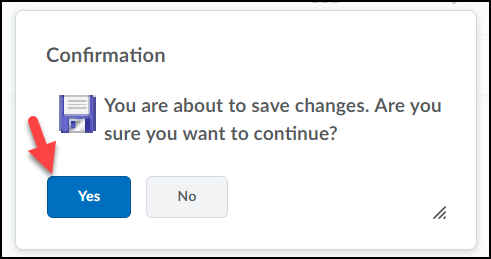 Confirmation
You are about to save changes. Are you
sure you want to continue?
Yes
No